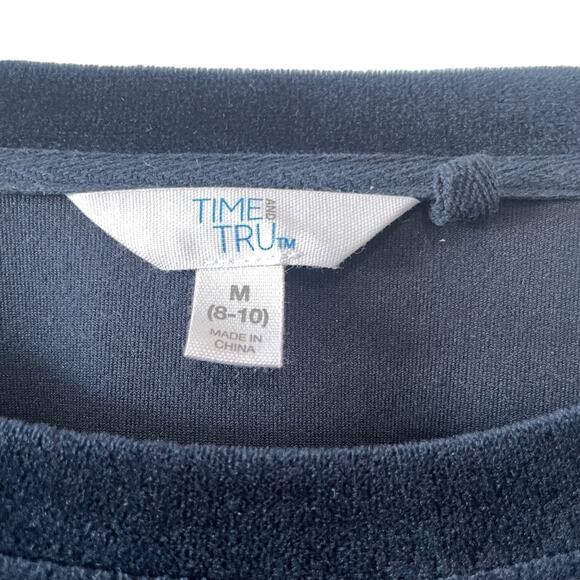 TIME AND
TRU™
M
(8-10)
MADE IN
CHINA